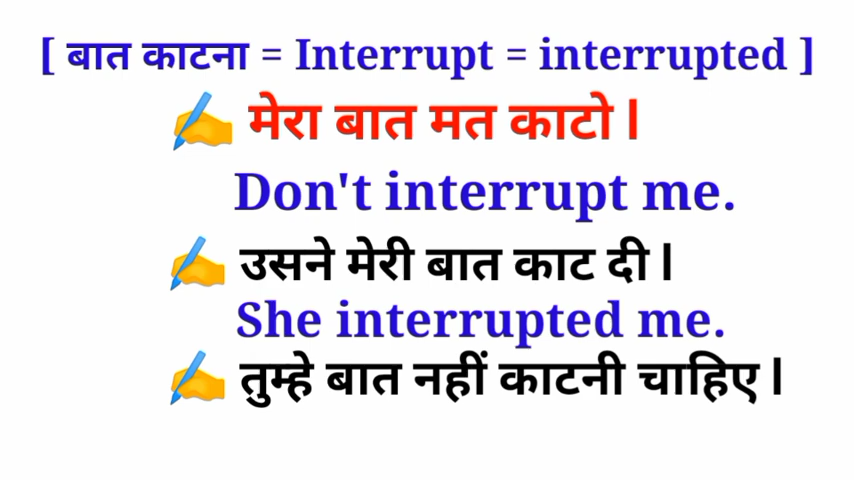 [ बात काटना = Interrupt = interrupted ]
✍️ मेरा बात मत काटो l
Don't interrupt me.
✍️ उसने मेरी बात काट दी l
She interrupted me.
✍️ तुम्हे बात नहीं काटनी चाहिए l